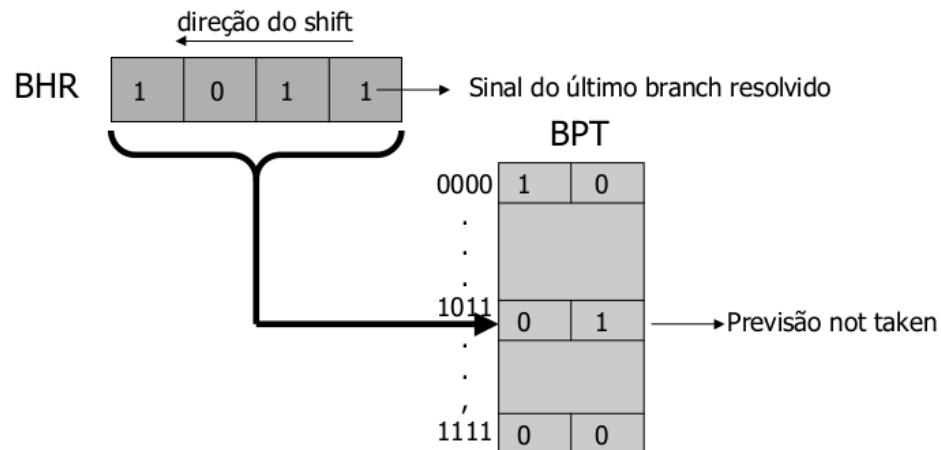 direção do shift
BHR
1 0 1 1
Sinal do último branch resolvido
BPT
0000 1 0
.
.
.
1011 0 1
Previsão not taken
.
.
,
1111 0 0